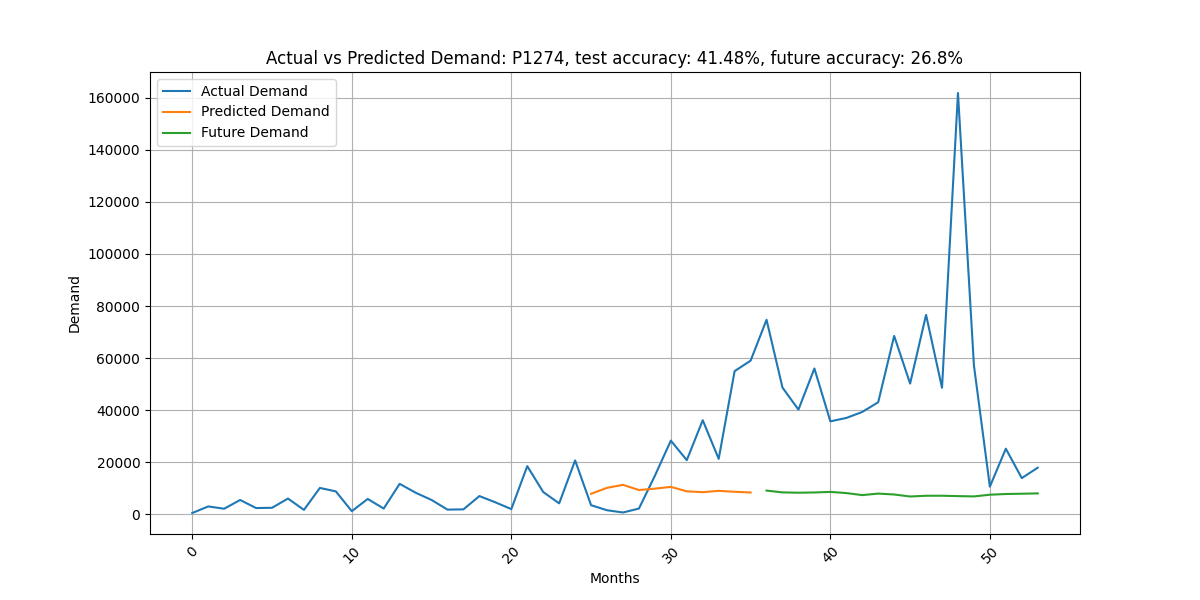 Actual vs Predicted Demand: P1274, test accuracy: 41.48%, future accuracy: 26.8%
Actual Demand
Predicted Demand
Future Demand
160000
140000
120000
100000
80000
60000
40000
20000
0
Demand
0 10 20 30 40 50
Months